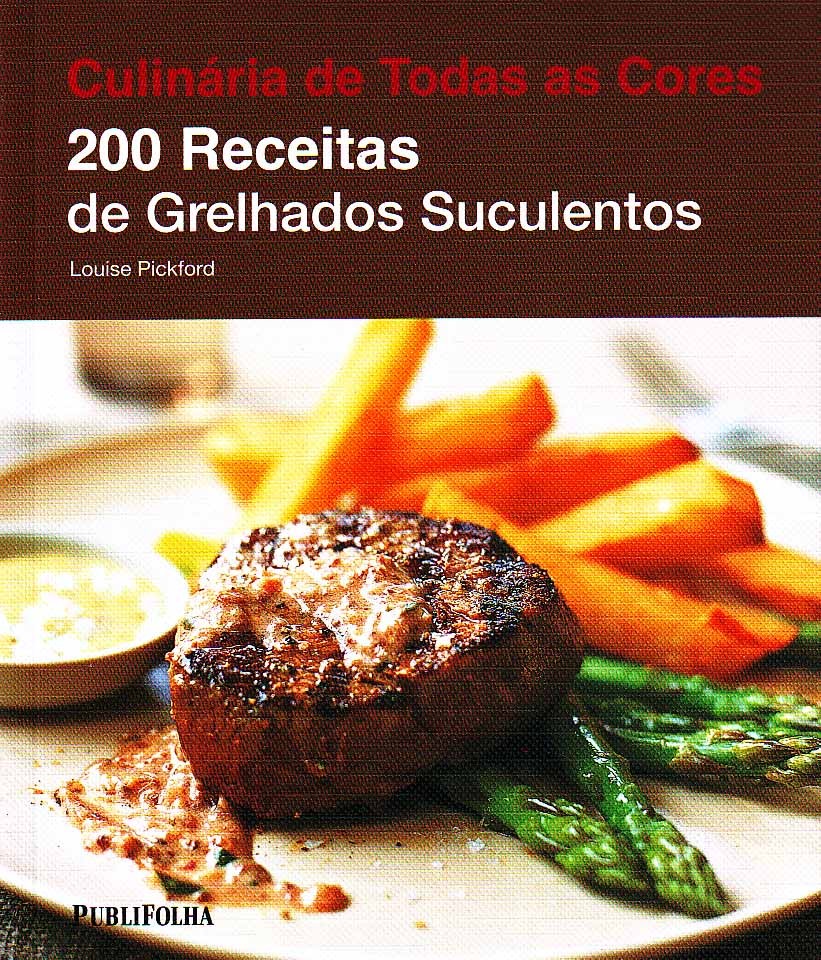 Culinária de Todas as Cores
200 Receitas
de Grelhados Suculentos
Louise Pickford
PUBLIFOLHA